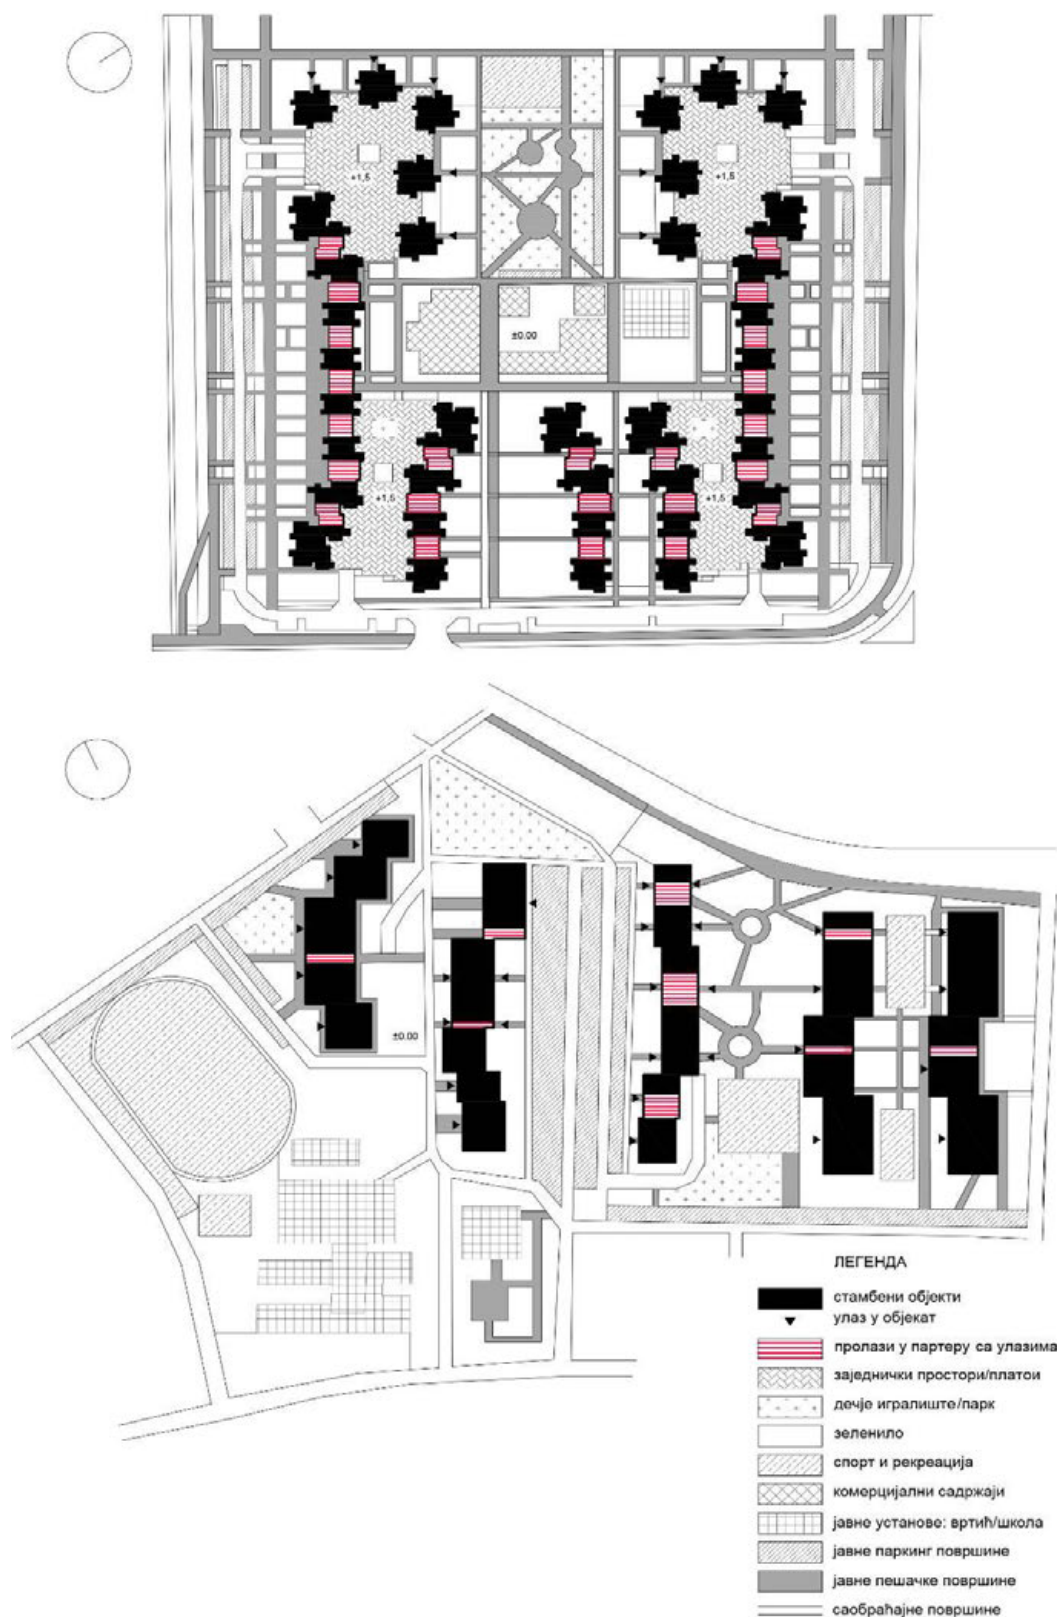 +1,5
+1,5
±0.00
+1,5
+1,5
±0.00
ЛЕГЕНДА
стамбени објекти
улаз у објекат
пролази у партеру са улазима
заједнички простори/платои
дечје игралиште/парк
зеленило
спорт и рекреација
комерцијални садржаји
јавне установе: вртић/школа
јавне паркинг површине
јавне пешачке површине
саобраћајне површине